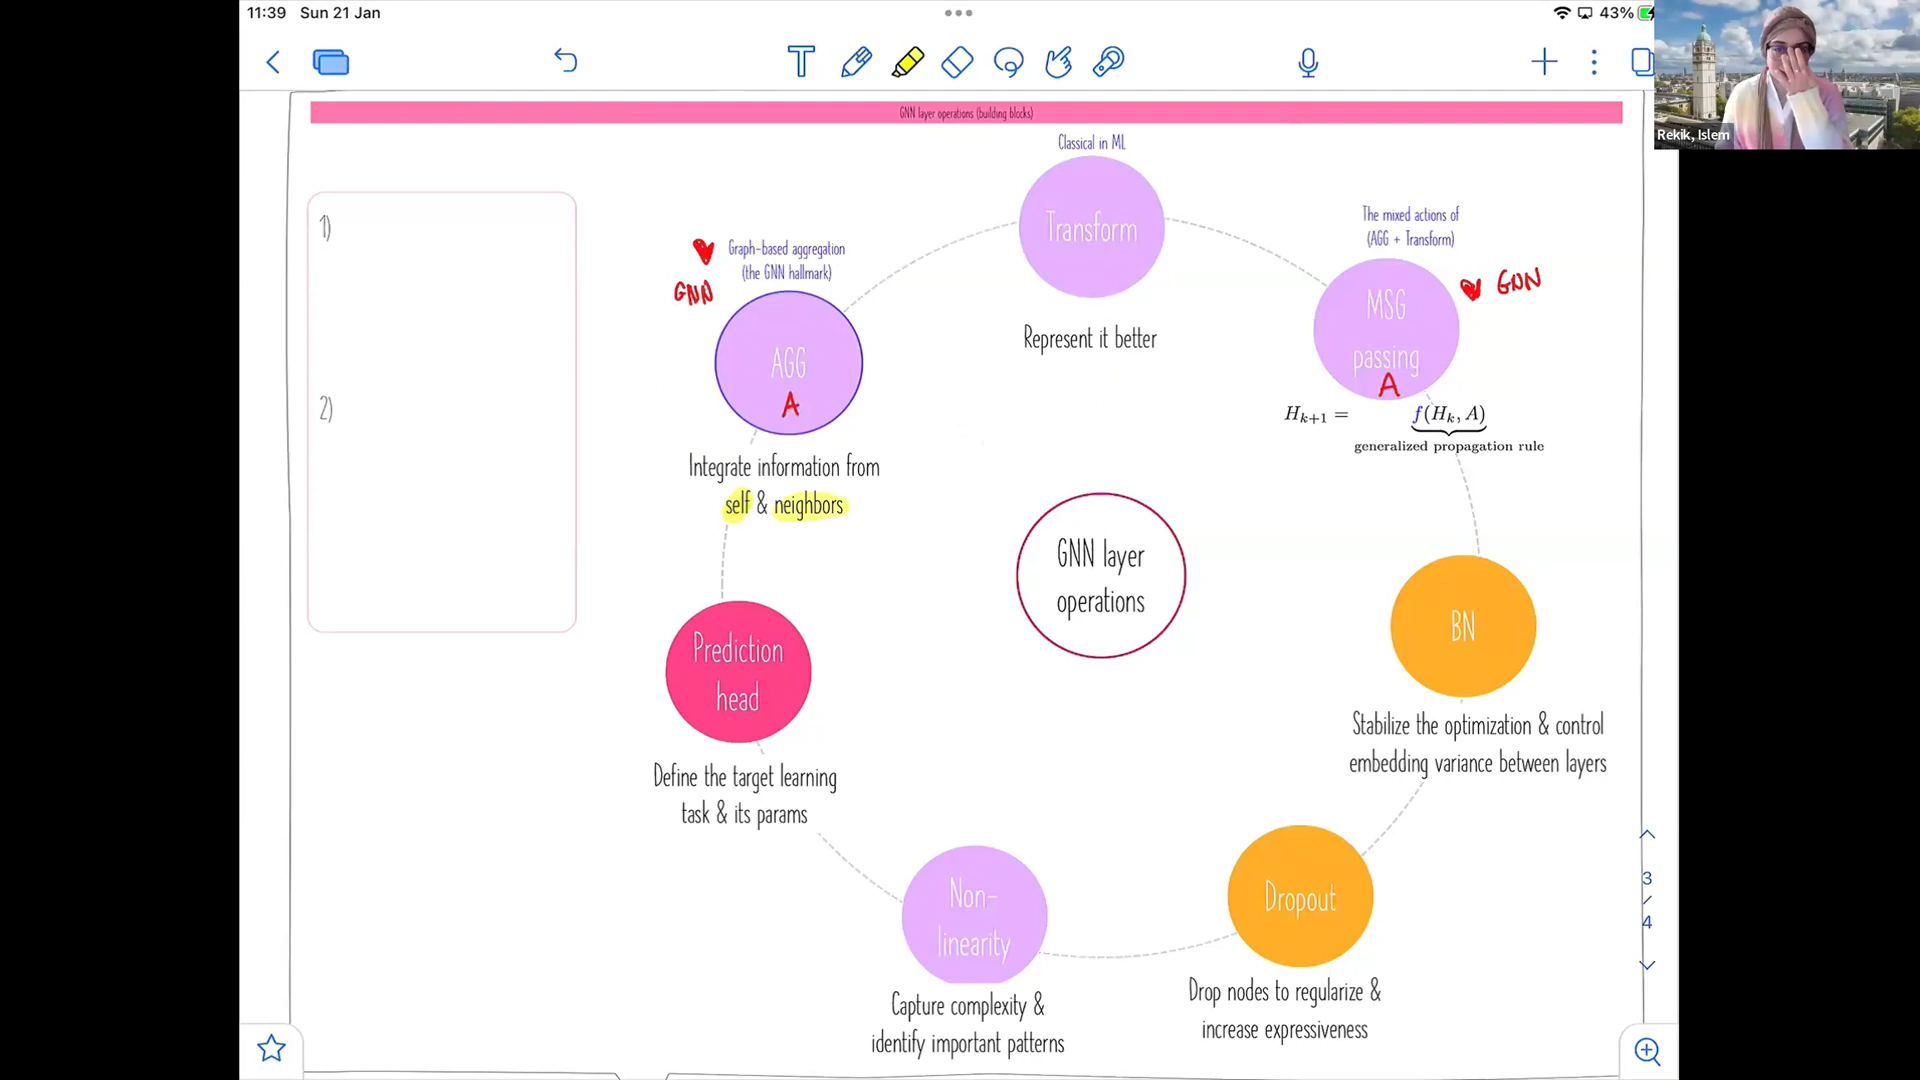 11:39 Sun 21 Jan
43%
Rekik, Islem
GNN layer operations (building blocks)
1)
2)
Classical in ML
Transform
Represent it better
The mixed actions of
(AGG + Transform)
MSG
passing
A
GNN
H_{k+1} = f(H_k, A)
generalized propagation rule
Graph-based aggregation
(the GNN hallmark)
GNN
AGG
A
Integrate information from
self & neighbors
GNN layer
operations
BN
Stabilize the optimization & control
embedding variance between layers
Prediction
head
Define the target learning
task & its params
Dropout
Drop nodes to regularize &
increase expressiveness
Non-
linearity
Capture complexity &
identify important patterns
3
/
4